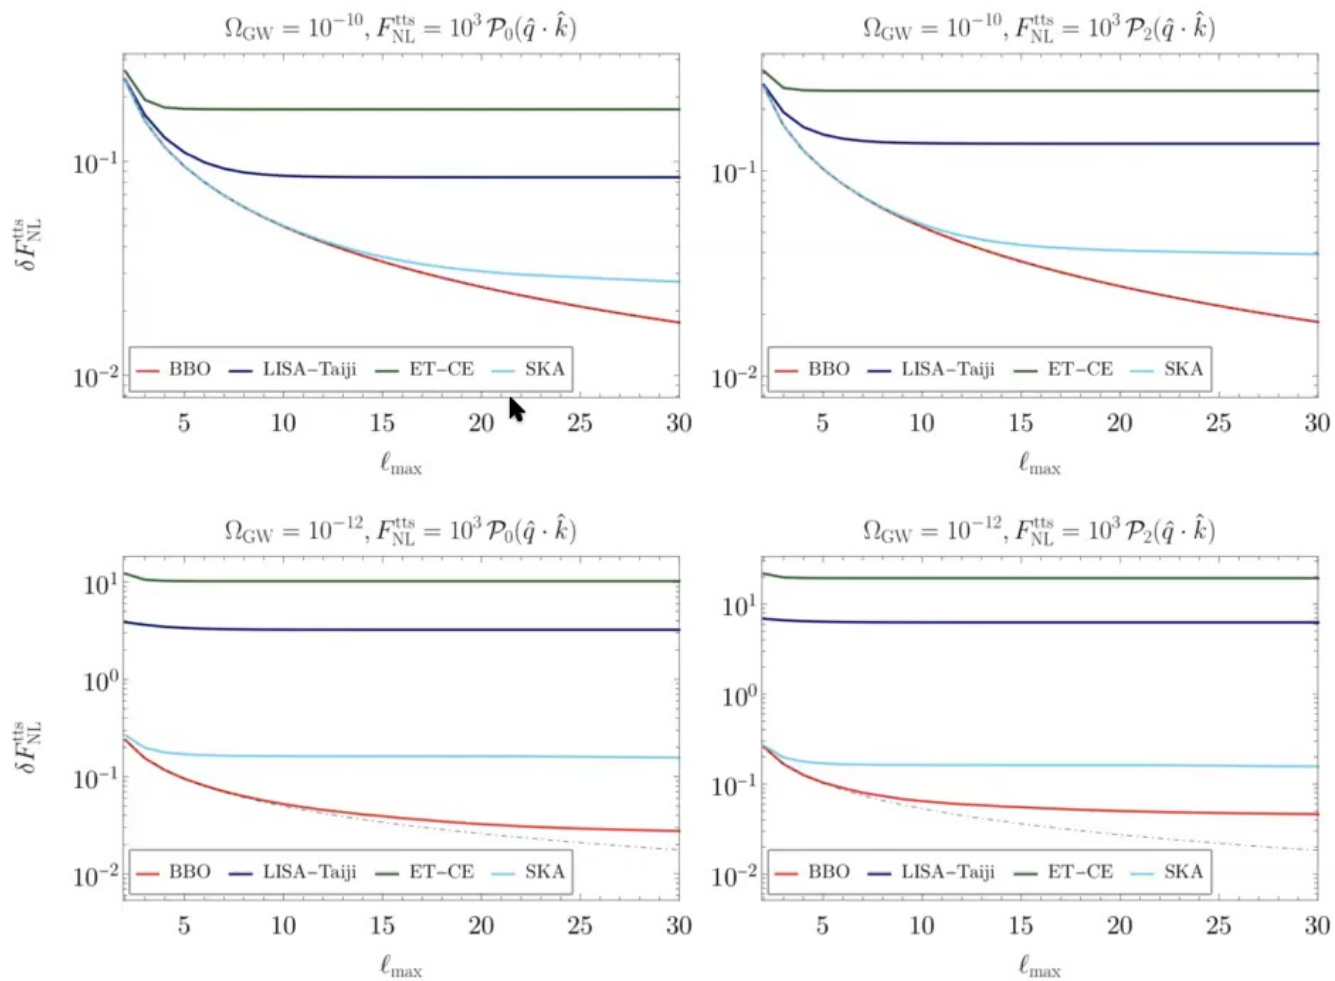 Ω_GW = 10^−10, F_NL^tts = 10^3 𝒫_0(q̂ · k̂)
Ω_GW = 10^−10, F_NL^tts = 10^3 𝒫_2(q̂ · k̂)
δF_NL^tts
10^−1
10^−2
BBO LISA−Taiji ET−CE SKA
5 10 15 20 25 30
ℓ_max
10^−1
10^−2
BBO LISA−Taiji ET−CE SKA
5 10 15 20 25 30
ℓ_max
Ω_GW = 10^−12, F_NL^tts = 10^3 𝒫_0(q̂ · k̂)
Ω_GW = 10^−12, F_NL^tts = 10^3 𝒫_2(q̂ · k̂)
δF_NL^tts
10^1
10^0
10^−1
10^−2
BBO LISA−Taiji ET−CE SKA
5 10 15 20 25 30
ℓ_max
10^1
10^0
10^−1
10^−2
BBO LISA−Taiji ET−CE SKA
5 10 15 20 25 30
ℓ_max